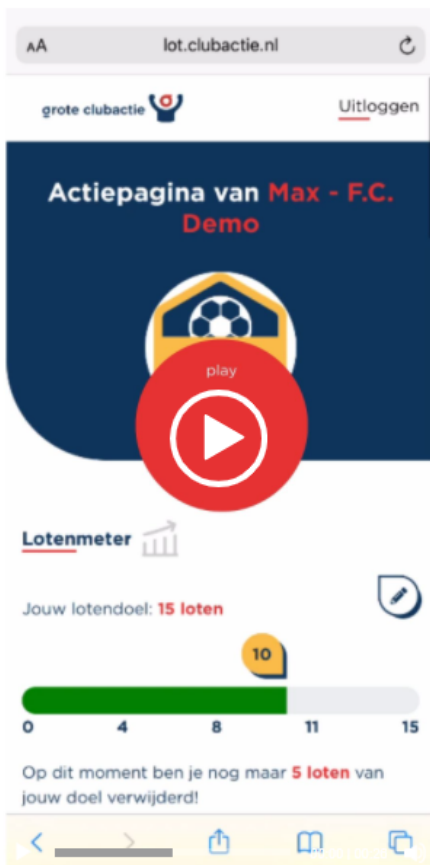 AA lot.clubactie.nl
grote clubactie Uitloggen
Actiepagina van Max - F.C.
Demo
play
Lotenmeter
Jouw lotendoel: 15 loten
10
0 4 8 11 15
Op dit moment ben je nog maar 5 loten van
jouw doel verwijderd!